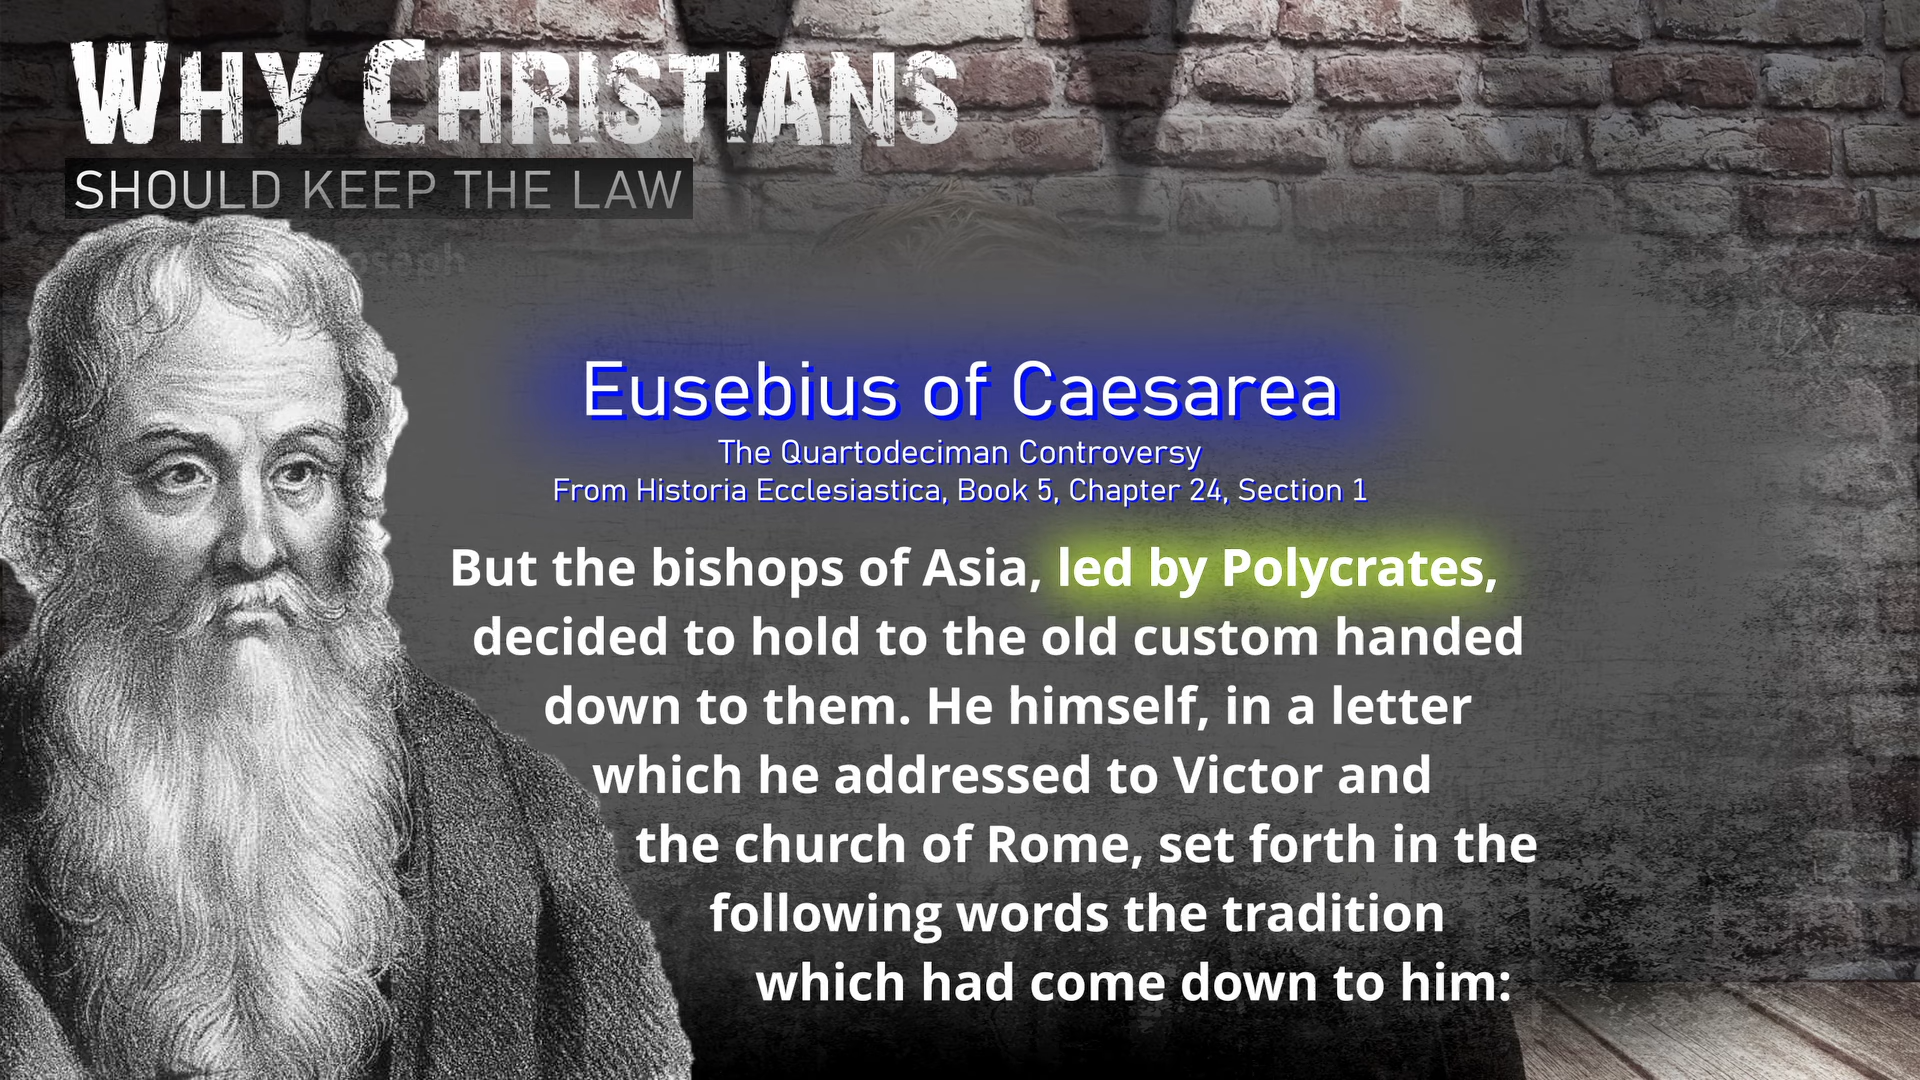 WHY CHRISTIANS
SHOULD KEEP THE LAW
oseph
Eusebius of Caesarea
The Quartodeciman Controversy
From Historia Ecclesiastica, Book 5, Chapter 24, Section 1
But the bishops of Asia, led by Polycrates,
decided to hold to the old custom handed
down to them. He himself, in a letter
which he addressed to Victor and
the church of Rome, set forth in the
following words the tradition
which had come down to him: